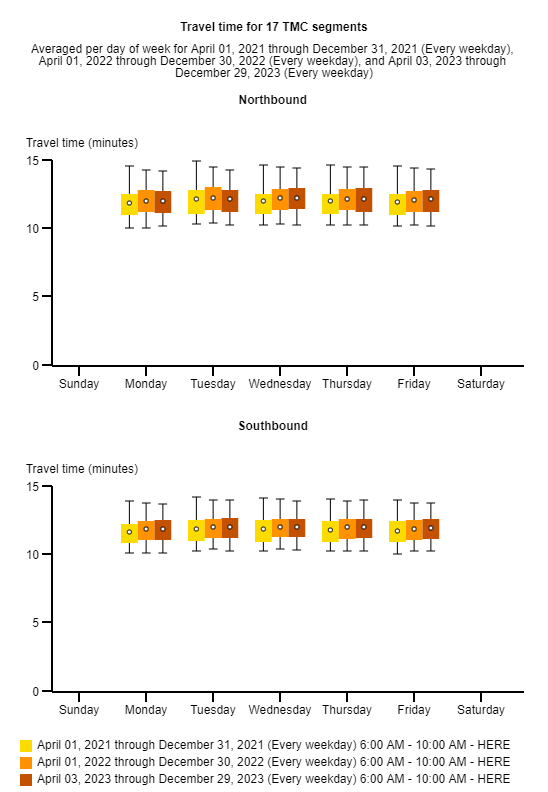 Travel time for 17 TMC segments
Averaged per day of week for April 01, 2021 through December 31, 2021 (Every weekday),
April 01, 2022 through December 30, 2022 (Every weekday), and April 03, 2023 through
December 29, 2023 (Every weekday)
Northbound
Travel time (minutes)
15
10
5
0
Sunday Monday Tuesday Wednesday Thursday Friday Saturday
Southbound
Travel time (minutes)
15
10
5
0
Sunday Monday Tuesday Wednesday Thursday Friday Saturday
April 01, 2021 through December 31, 2021 (Every weekday) 6:00 AM - 10:00 AM - HERE
April 01, 2022 through December 30, 2022 (Every weekday) 6:00 AM - 10:00 AM - HERE
April 03, 2023 through December 29, 2023 (Every weekday) 6:00 AM - 10:00 AM - HERE